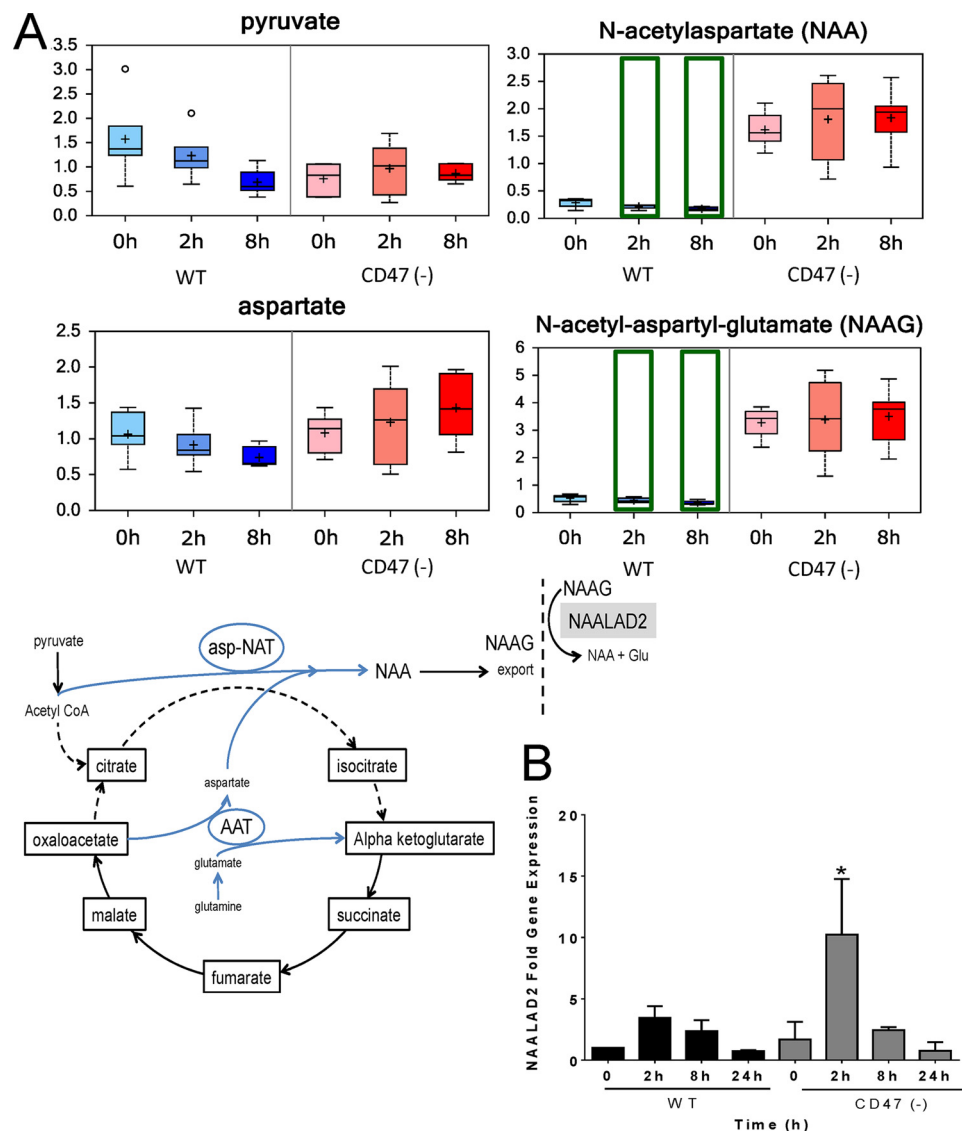 A
pyruvate
3.5
3.0
2.5
2.0
1.5
1.0
0.5
0.0
0h 2h 8h 0h 2h 8h
WT CD47 (-)
N-acetylaspartate (NAA)
3.0
2.5
2.0
1.5
1.0
0.5
0.0
0h 2h 8h 0h 2h 8h
WT CD47 (-)
aspartate
2.5
2.0
1.5
1.0
0.5
0.0
0h 2h 8h 0h 2h 8h
WT CD47 (-)
N-acetyl-aspartyl-glutamate (NAAG)
6
5
4
3
2
1
0
0h 2h 8h 0h 2h 8h
WT CD47 (-)
pyruvate
asp-NAT
Acetyl CoA
NAA
NAAG
export
NAAG
NAALAD2
NAA + Glu
citrate
isocitrate
aspartate
oxaloacetate
AAT
Alpha ketoglutarate
glutamate
glutamine
malate
succinate
fumarate
B
NAALAD2 Fold Gene Expression
20
15
10
5
0
*
0 2h 8h 24h 0 2h 8h 24h
WT CD47 (-)
Time (h)